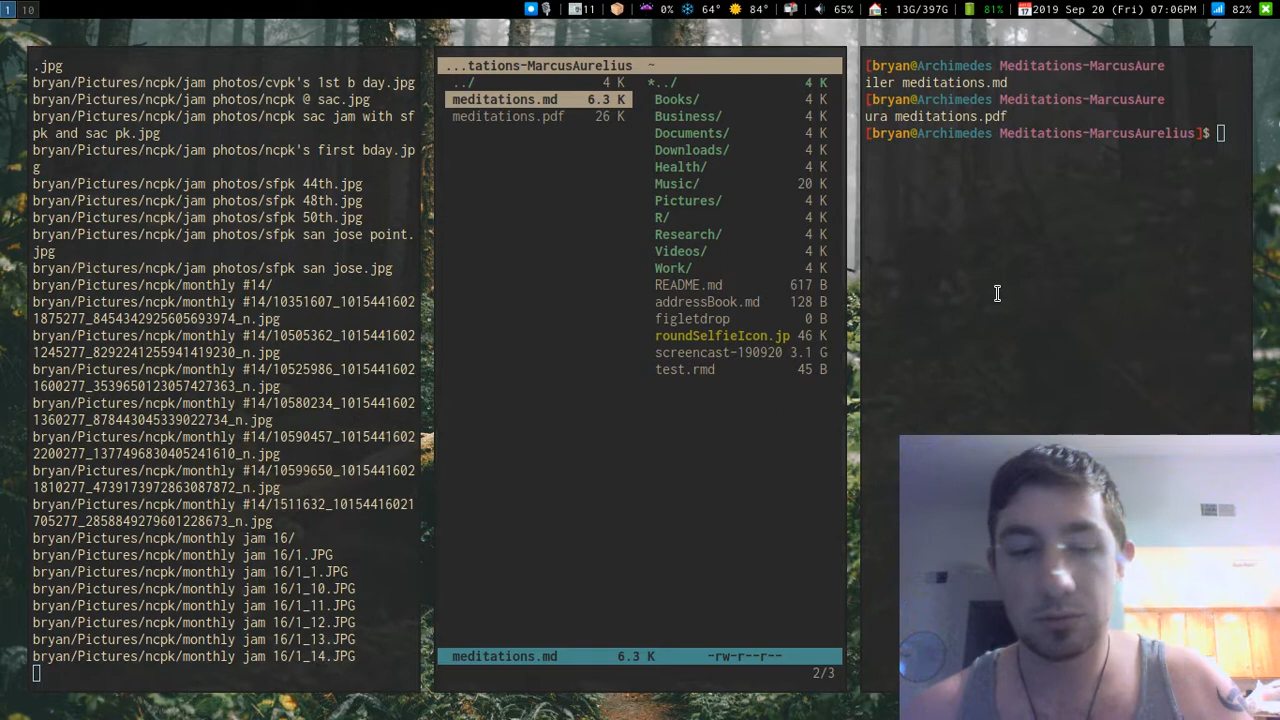 1 10 11 0% 64° 84° 65% : 13G/397G 81% 2019 Sep 20 (Fri) 07:06PM 82%
.jpg
bryan/Pictures/ncpk/jam photos/cvpk's 1st b day.jpg
bryan/Pictures/ncpk/jam photos/ncpk @ sac.jpg
bryan/Pictures/ncpk/jam photos/ncpk sac jam with sf
pk and sac pk.jpg
bryan/Pictures/ncpk/jam photos/ncpk's first bday.jp
g
bryan/Pictures/ncpk/jam photos/sfpk 44th.jpg
bryan/Pictures/ncpk/jam photos/sfpk 48th.jpg
bryan/Pictures/ncpk/jam photos/sfpk 50th.jpg
bryan/Pictures/ncpk/jam photos/sfpk san jose point.
jpg
bryan/Pictures/ncpk/jam photos/sfpk san jose.jpg
bryan/Pictures/ncpk/monthly #14/
bryan/Pictures/ncpk/monthly #14/10351607_1015441602
1875277_8454342925605693974_n.jpg
bryan/Pictures/ncpk/monthly #14/10505362_1015441602
1245277_8292241255941419230_n.jpg
bryan/Pictures/ncpk/monthly #14/10525986_1015441602
1600277_3539650123057427363_n.jpg
bryan/Pictures/ncpk/monthly #14/10580234_1015441602
1360277_878443045339022734_n.jpg
bryan/Pictures/ncpk/monthly #14/10590457_1015441602
2200277_1377496830405241610_n.jpg
bryan/Pictures/ncpk/monthly #14/10599650_1015441602
1810277_4739173972863087872_n.jpg
bryan/Pictures/ncpk/monthly #14/1511632_10154416021
705277_2858849279601228673_n.jpg
bryan/Pictures/ncpk/monthly jam 16/
bryan/Pictures/ncpk/monthly jam 16/1.JPG
bryan/Pictures/ncpk/monthly jam 16/1_1.JPG
bryan/Pictures/ncpk/monthly jam 16/1_10.JPG
bryan/Pictures/ncpk/monthly jam 16/1_11.JPG
bryan/Pictures/ncpk/monthly jam 16/1_12.JPG
bryan/Pictures/ncpk/monthly jam 16/1_13.JPG
bryan/Pictures/ncpk/monthly jam 16/1_14.JPG
...tations-MarcusAurelius ~
../ 4 K
meditations.md 6.3 K
meditations.pdf 26 K
*../ 4 K
Books/ 4 K
Business/ 4 K
Documents/ 4 K
Downloads/ 4 K
Health/ 4 K
Music/ 20 K
Pictures/ 4 K
R/ 4 K
Research/ 4 K
Videos/ 4 K
Work/ 4 K
README.md 617 B
addressBook.md 128 B
figletdrop 0 B
roundSelfieIcon.jp 46 K
screencast-190920 3.1 G
test.rmd 45 B
meditations.md 6.3 K -rw-r--r--
2/3
[bryan@Archimedes Meditations-MarcusAure
iler meditations.md
[bryan@Archimedes Meditations-MarcusAure
ura meditations.pdf
[bryan@Archimedes Meditations-MarcusAurelius]$